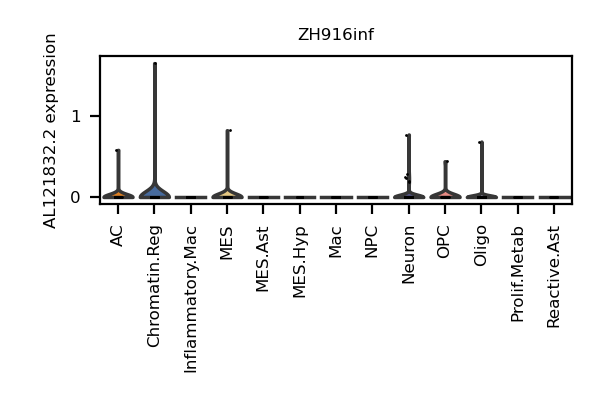 ZH916inf
AL121832.2 expression
1
0
AC
Chromatin.Reg
Inflammatory.Mac
MES
MES.Ast
MES.Hyp
Mac
NPC
Neuron
OPC
Oligo
Prolif.Metab
Reactive.Ast